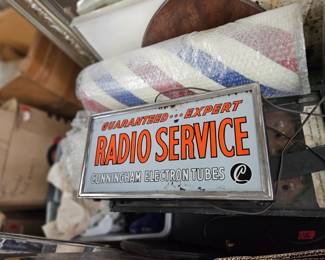 GUARANTEED···EXPERT
RADIO SERVICE
CUNNINGHAM ELECTRON TUBES